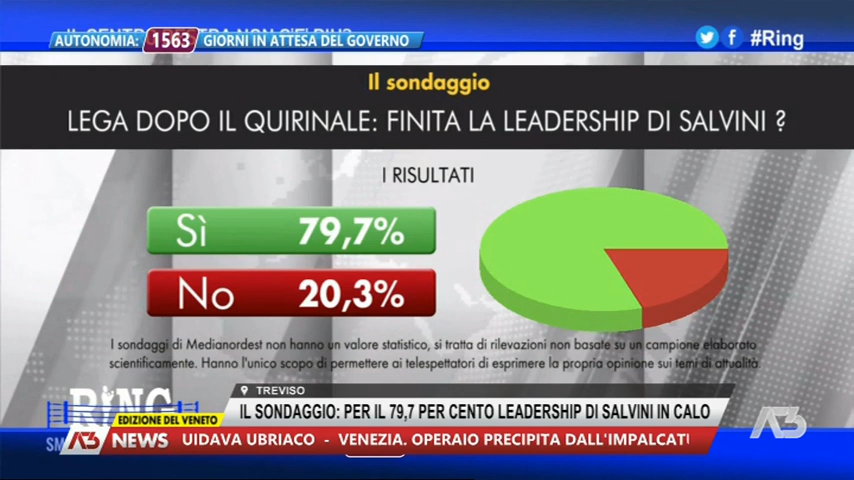 AUTONOMIA: 1563 GIORNI IN ATTESA DEL GOVERNO
#Ring
Il sondaggio
LEGA DOPO IL QUIRINALE: FINITA LA LEADERSHIP DI SALVINI ?
I RISULTATI
Sì 79,7%
No 20,3%
I sondaggi di Medianordest non hanno un valore statistico, si tratta di rilevazioni non basate su un campione elaborato
scientificamente. Hanno l'unico scopo di permettere ai telespettatori di esprimere la propria opinione sui temi di attualità.
RING
TREVISO
IL SONDAGGIO: PER IL 79,7 PER CENTO LEADERSHIP DI SALVINI IN CALO
EDIZIONE DEL VENETO
A3 NEWS UIDAVA UBRIACO - VENEZIA. OPERAIO PRECIPITA DALL'IMPALCATU
A3